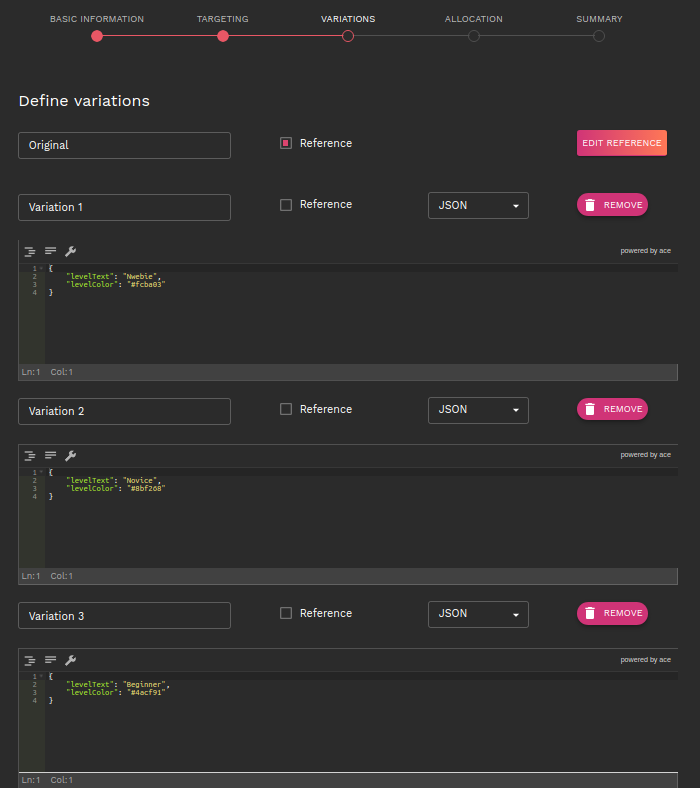 BASIC INFORMATION TARGETING VARIATIONS ALLOCATION SUMMARY
Define variations
Original Reference EDIT REFERENCE
Variation 1 Reference JSON REMOVE
powered by ace
1 {
2 "levelText": "Nwebie",
3 "levelColor": "#fcba03"
4 }
Ln:1 Col:1
Variation 2 Reference JSON REMOVE
powered by ace
1 {
2 "levelText": "Novice",
3 "levelColor": "#8bf268"
4 }
Ln:1 Col:1
Variation 3 Reference JSON REMOVE
powered by ace
1 {
2 "levelText": "Beginner",
3 "levelColor": "#4acf91"
4 }
Ln:1 Col:1